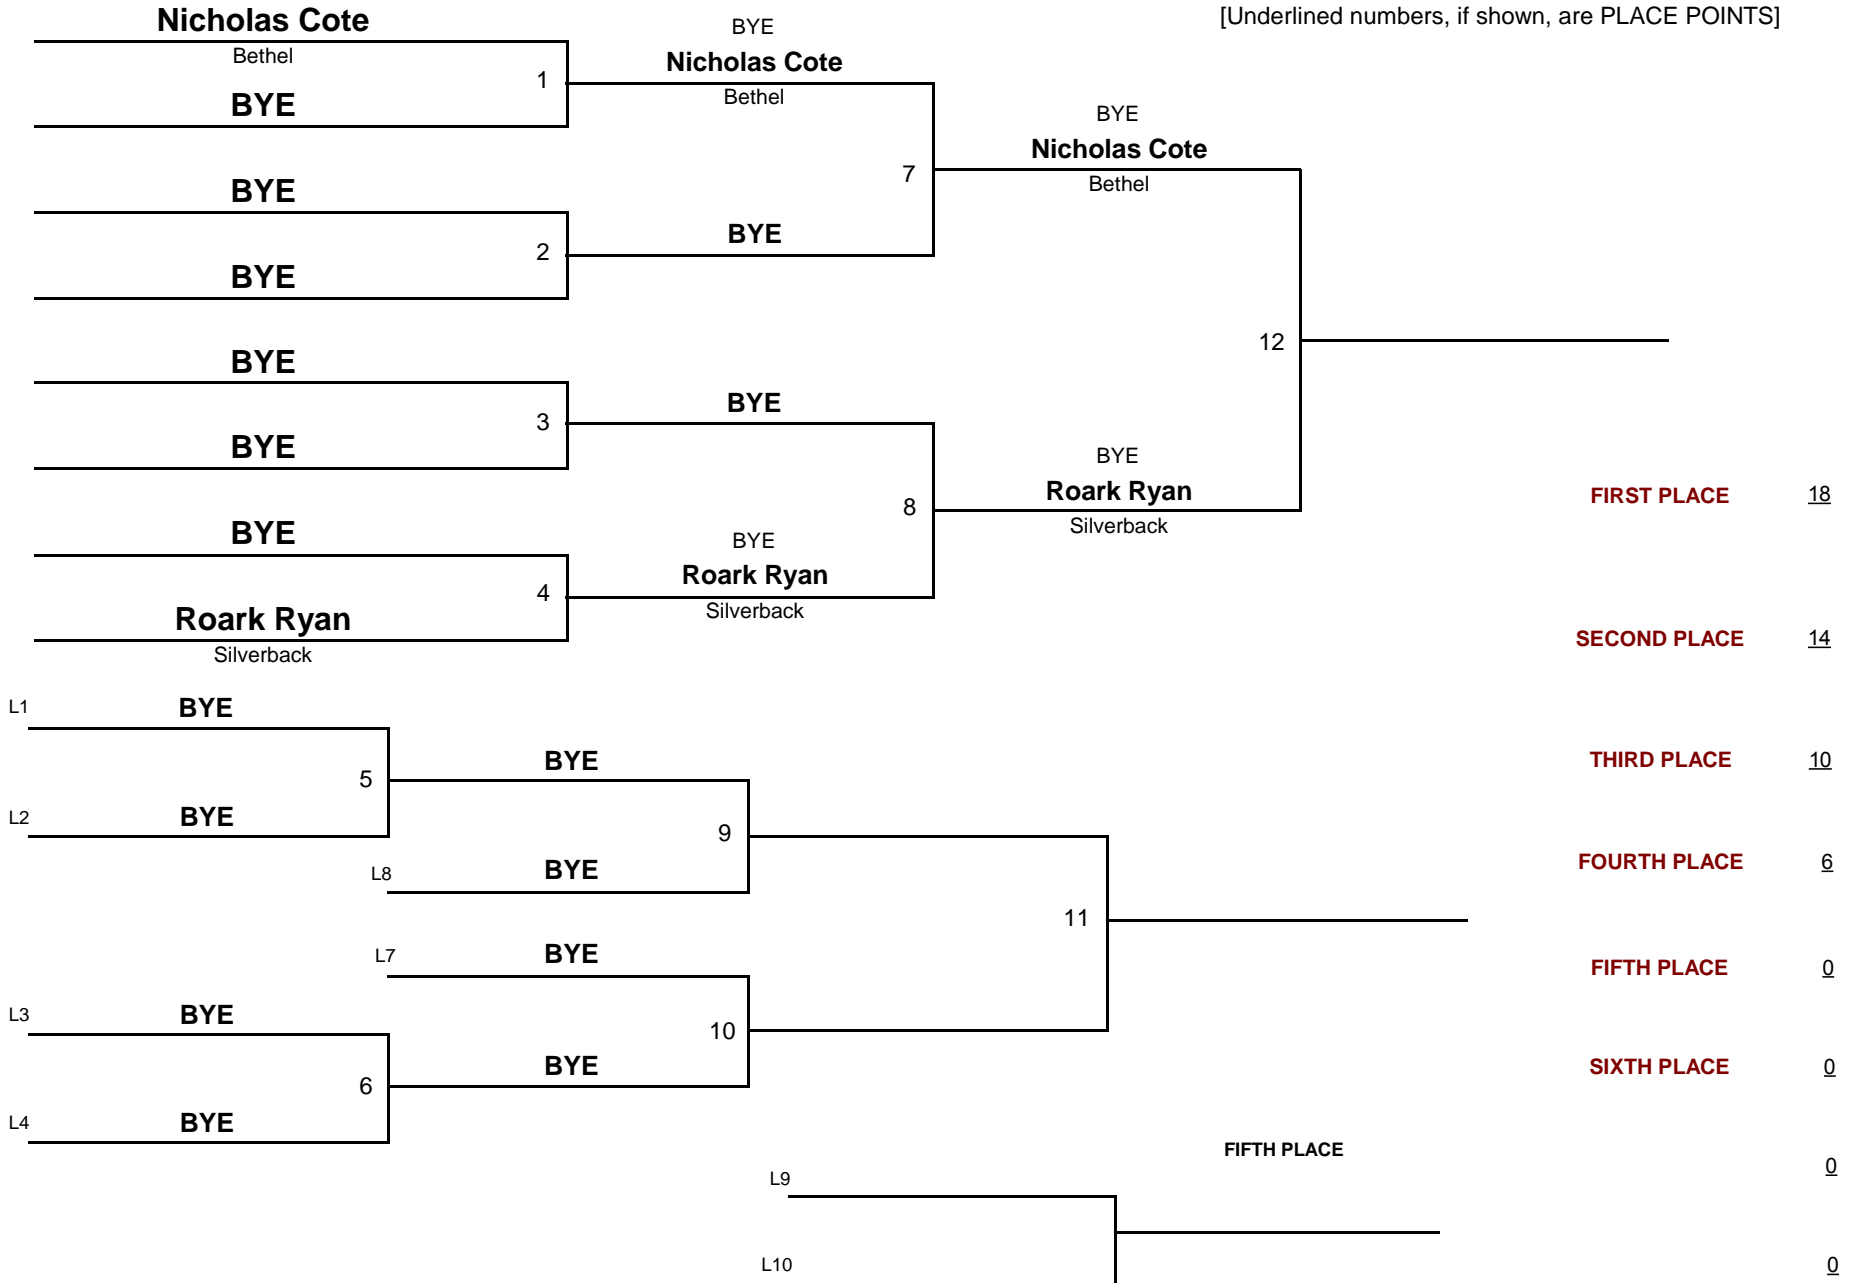 Nicholas Cote
Bethel
1
BYE
BYE
2
BYE
BYE
3
BYE
BYE
4
Roark Ryan
Silverback
BYE
Nicholas Cote
Bethel
7
BYE
BYE
8
BYE
Roark Ryan
Silverback
BYE
Nicholas Cote
Bethel
12
BYE
Roark Ryan
Silverback
[Underlined numbers, if shown, are PLACE POINTS]
FIRST PLACE 18
SECOND PLACE 14
THIRD PLACE 10
FOURTH PLACE 6
FIFTH PLACE 0
SIXTH PLACE 0
0
0
L1 BYE
5
L2 BYE
BYE
9
L8 BYE
11
L7 BYE
10
BYE
L3 BYE
6
L4 BYE
FIFTH PLACE
L9
L10